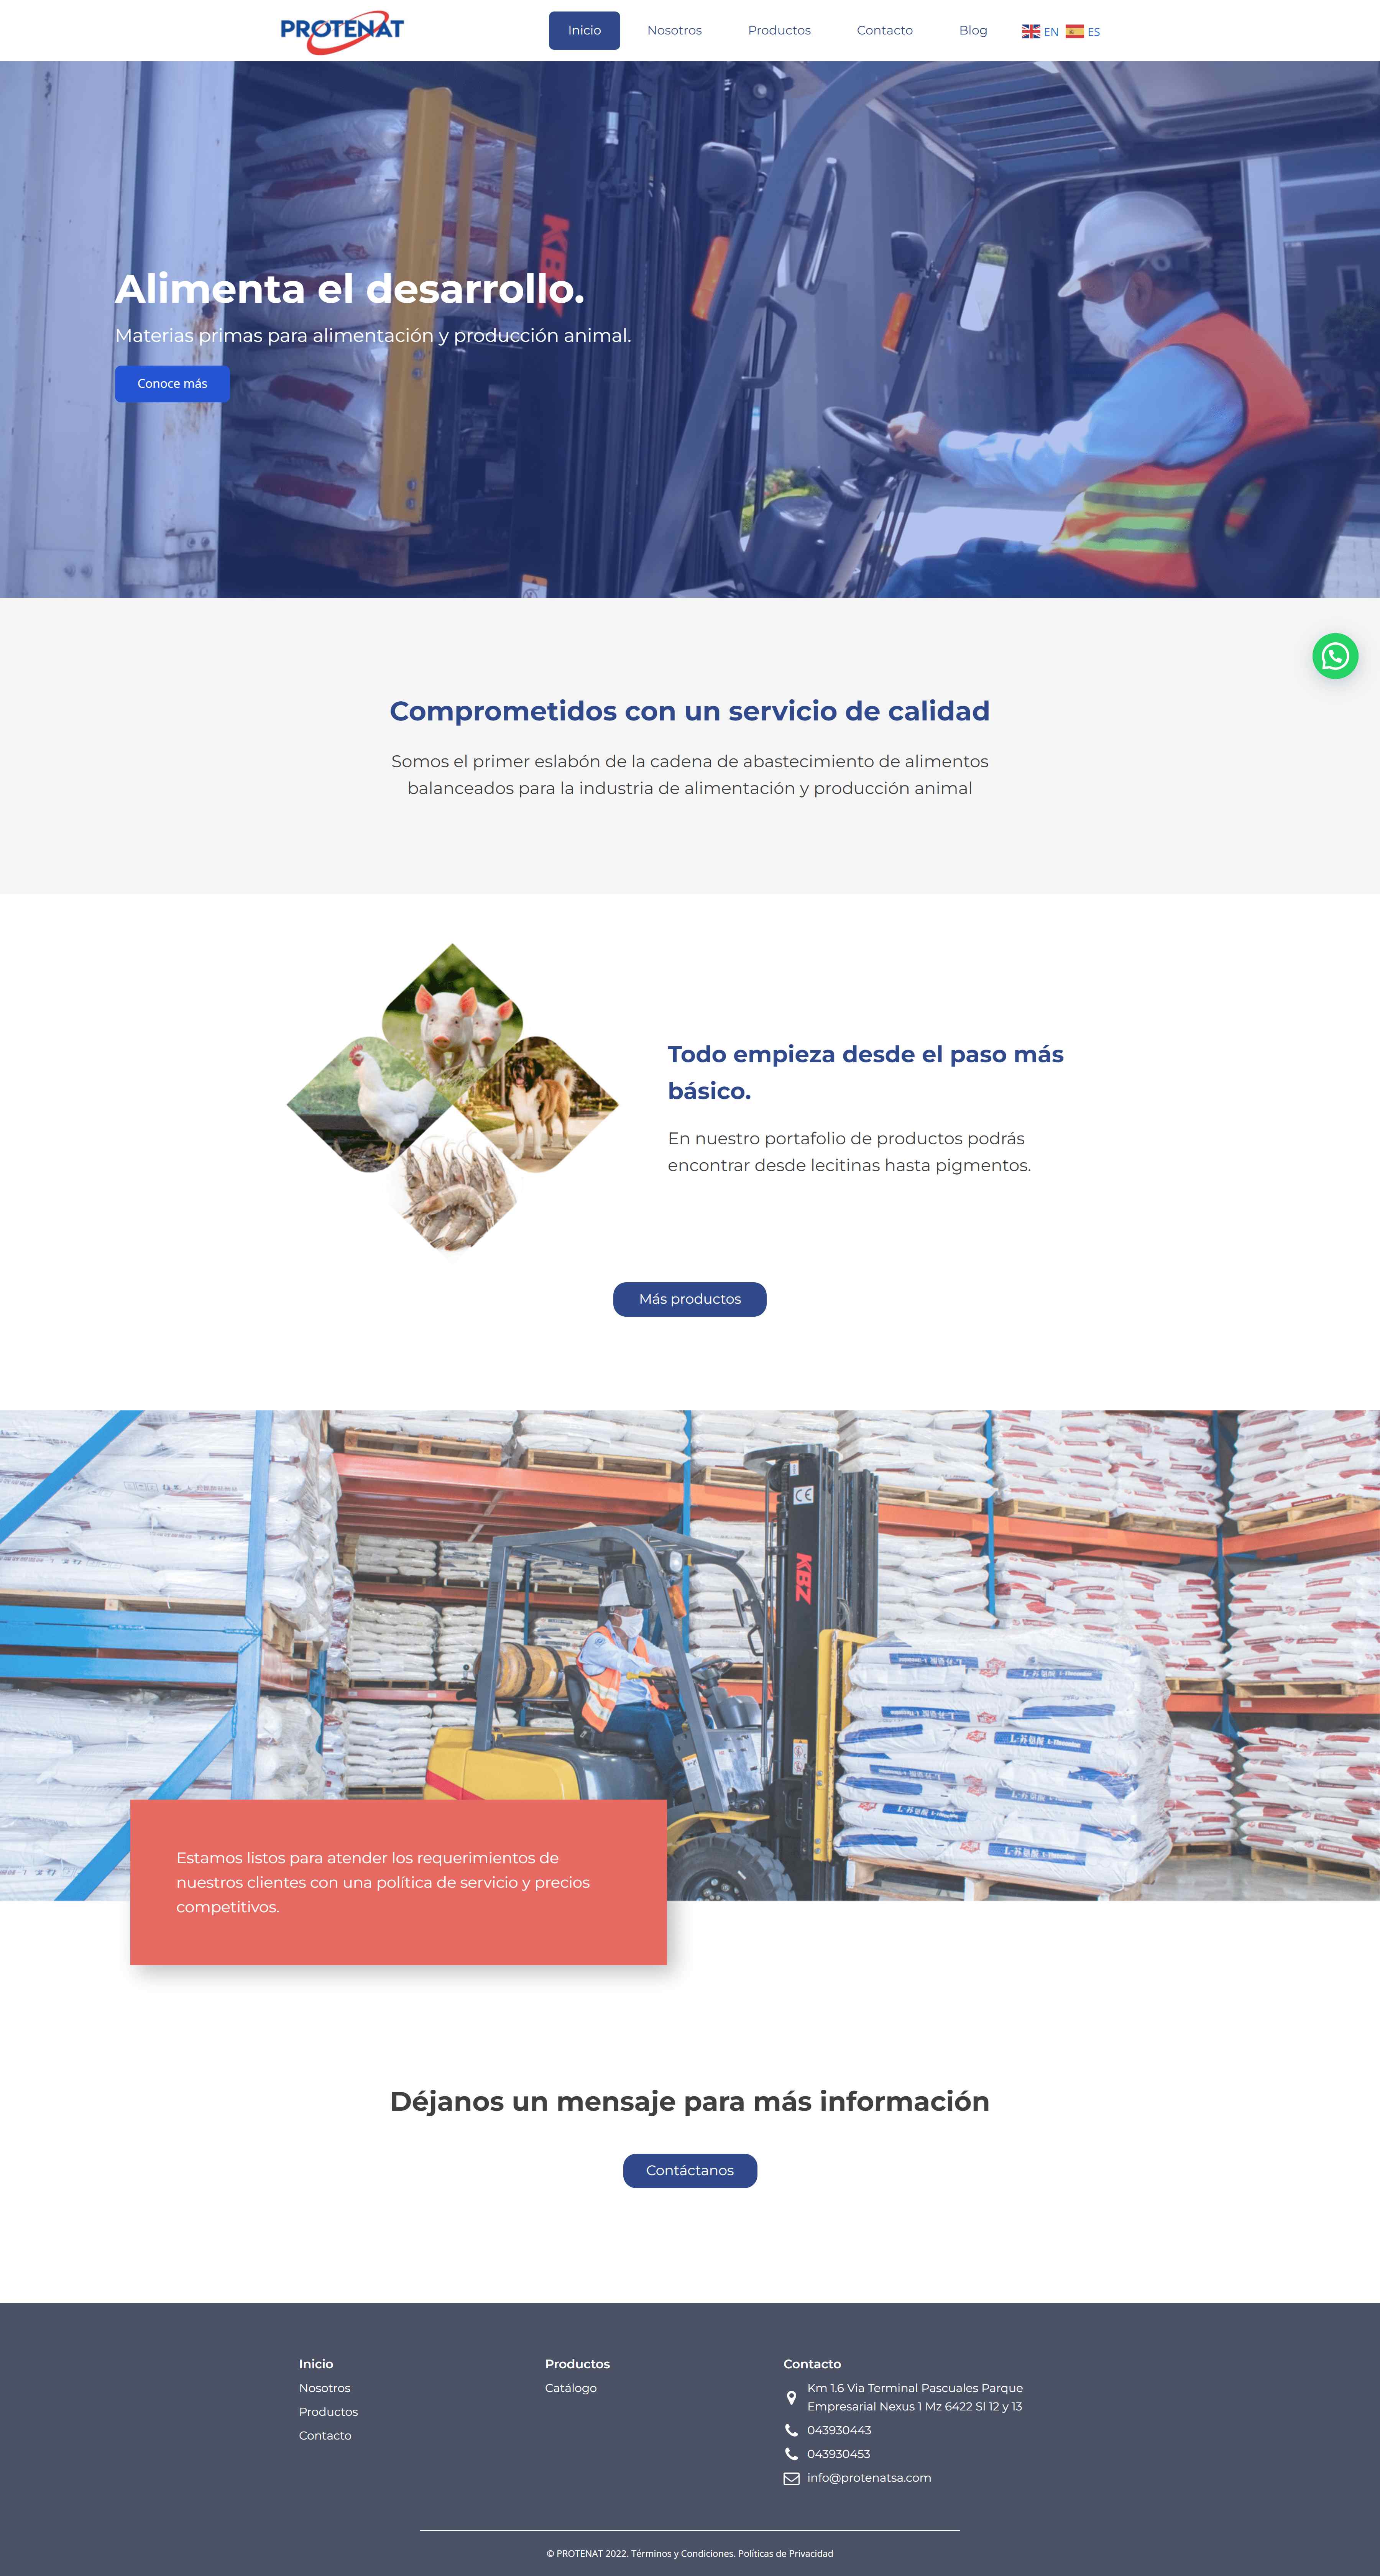 PROTENAT
Inicio
Nosotros
Productos
Contacto
Blog
EN
ES
KBZ
Alimenta el desarrollo.
Materias primas para alimentación y producción animal.
Conoce más
Comprometidos con un servicio de calidad
Somos el primer eslabón de la cadena de abastecimiento de alimentos
balanceados para la industria de alimentación y producción animal
Todo empieza desde el paso más
básico.
En nuestro portafolio de productos podrás
encontrar desde lecitinas hasta pigmentos.
Más productos
CE
KBZ
Estamos listos para atender los requerimientos de
nuestros clientes con una política de servicio y precios
competitivos.
Déjanos un mensaje para más información
Contáctanos
Inicio
Nosotros
Productos
Contacto
Productos
Catálogo
Contacto
Km 1.6 Via Terminal Pascuales Parque
Empresarial Nexus 1 Mz 6422 Sl 12 y 13
043930443
043930453
info@protenatsa.com
© PROTENAT 2022. Términos y Condiciones. Políticas de Privacidad